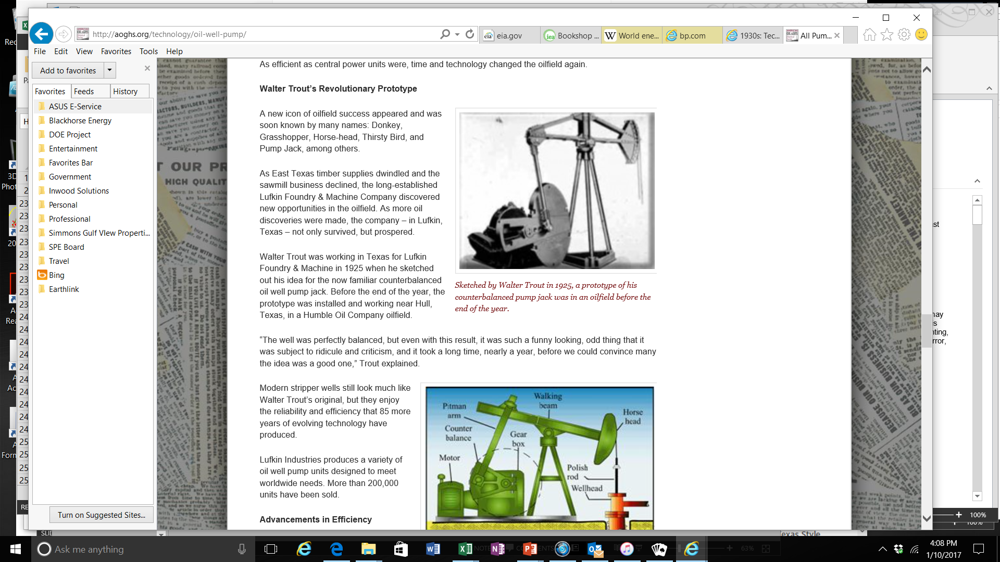 http://aoghs.org/technology/oil-well-pump/
eia.gov
Bookshop ...
World ene...
bp.com
1930s: Tec...
All Pum...
File Edit View Favorites Tools Help
Add to favorites
Favorites Feeds History
ASUS E-Service
Blackhorse Energy
DOE Project
Entertainment
Favorites Bar
Government
Inwood Solutions
Personal
Professional
Simmons Gulf VIew Properti...
SPE Board
Travel
Bing
Earthlink
Turn on Suggested Sites...
As efficient as central power units were, time and technology changed the oilfield again.
Walter Trout’s Revolutionary Prototype
A new icon of oilfield success appeared and was
soon known by many names: Donkey,
Grasshopper, Horse-head, Thirsty Bird, and
Pump Jack, among others.
As East Texas timber supplies dwindled and the
sawmill business declined, the long-established
Lufkin Foundry & Machine Company discovered
new opportunities in the oilfield. As more oil
discoveries were made, the company – in Lufkin,
Texas – not only survived, but prospered.
Walter Trout was working in Texas for Lufkin
Foundry & Machine in 1925 when he sketched
out his idea for the now familiar counterbalanced
oil well pump jack. Before the end of the year, the
prototype was installed and working near Hull,
Texas, in a Humble Oil Company oilfield.
Sketched by Walter Trout in 1925, a prototype of his
counterbalanced pump jack was in an oilfield before the
end of the year.
“The well was perfectly balanced, but even with this result, it was such a funny looking, odd thing that it
was subject to ridicule and criticism, and it took a long time, nearly a year, before we could convince many
the idea was a good one,” Trout explained.
Modern stripper wells still look much like
Walter Trout’s original, but they enjoy
the reliability and efficiency that 85 more
years of evolving technology have
produced.
Lufkin Industries produces a variety of
oil well pump units designed to meet
worldwide needs. More than 200,000
units have been sold.
Advancements in Efficiency
Walking
beam
Pitman
arm
Horse
head
Counter
balance
Gear
box
Motor
Polish
rod
Wellhead
100%
Texas Style
Ask me anything
NOTES COMMENTS
63%
4:08 PM
1/10/2017